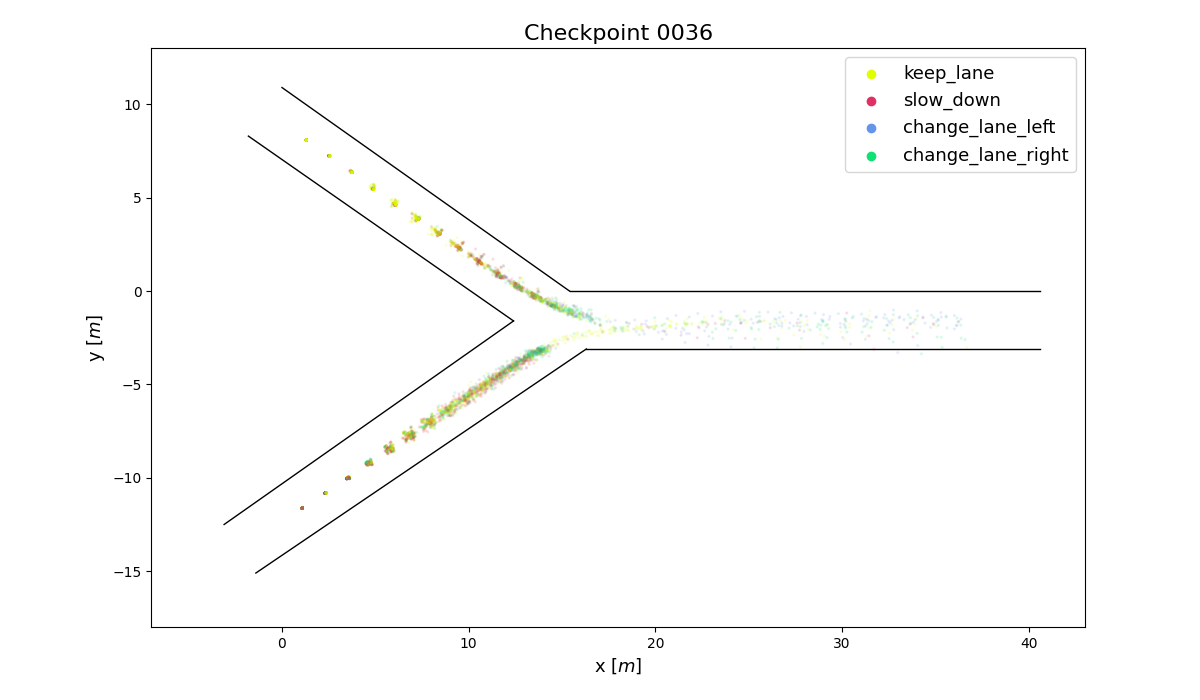 Checkpoint 0036
keep_lane
slow_down
change_lane_left
change_lane_right
10
5
0
−5
−10
−15
y [m]
0
10
20
30
40
x [m]